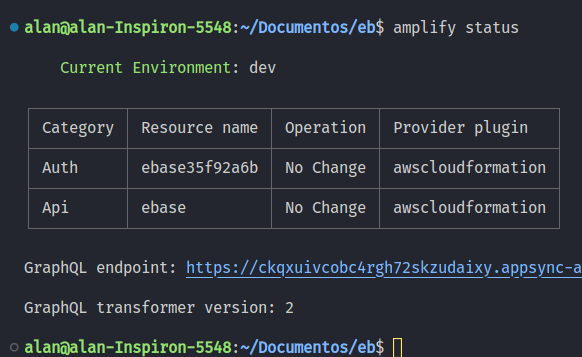 alan@alan-Inspiron-5548:~/Documentos/eb$ amplify status
Current Environment: dev
Category Resource name Operation Provider plugin
Auth ebase35f92a6b No Change awscloudformation
Api ebase No Change awscloudformation
GraphQL endpoint: https://ckqxuivcobc4rgh72skzudaixy.appsync-a
GraphQL transformer version: 2
alan@alan-Inspiron-5548:~/Documentos/eb$